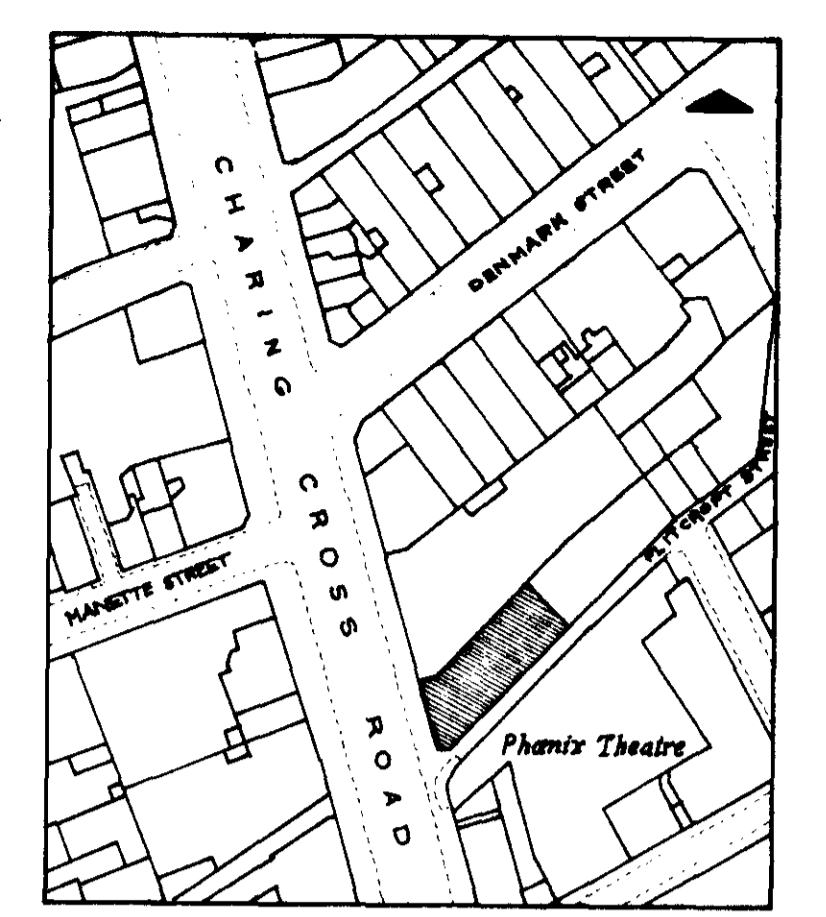 CHARING CROSS ROAD
DENMARK STREET
FLITCROFT STREET
MANETTE STREET
Phœnix Theatre